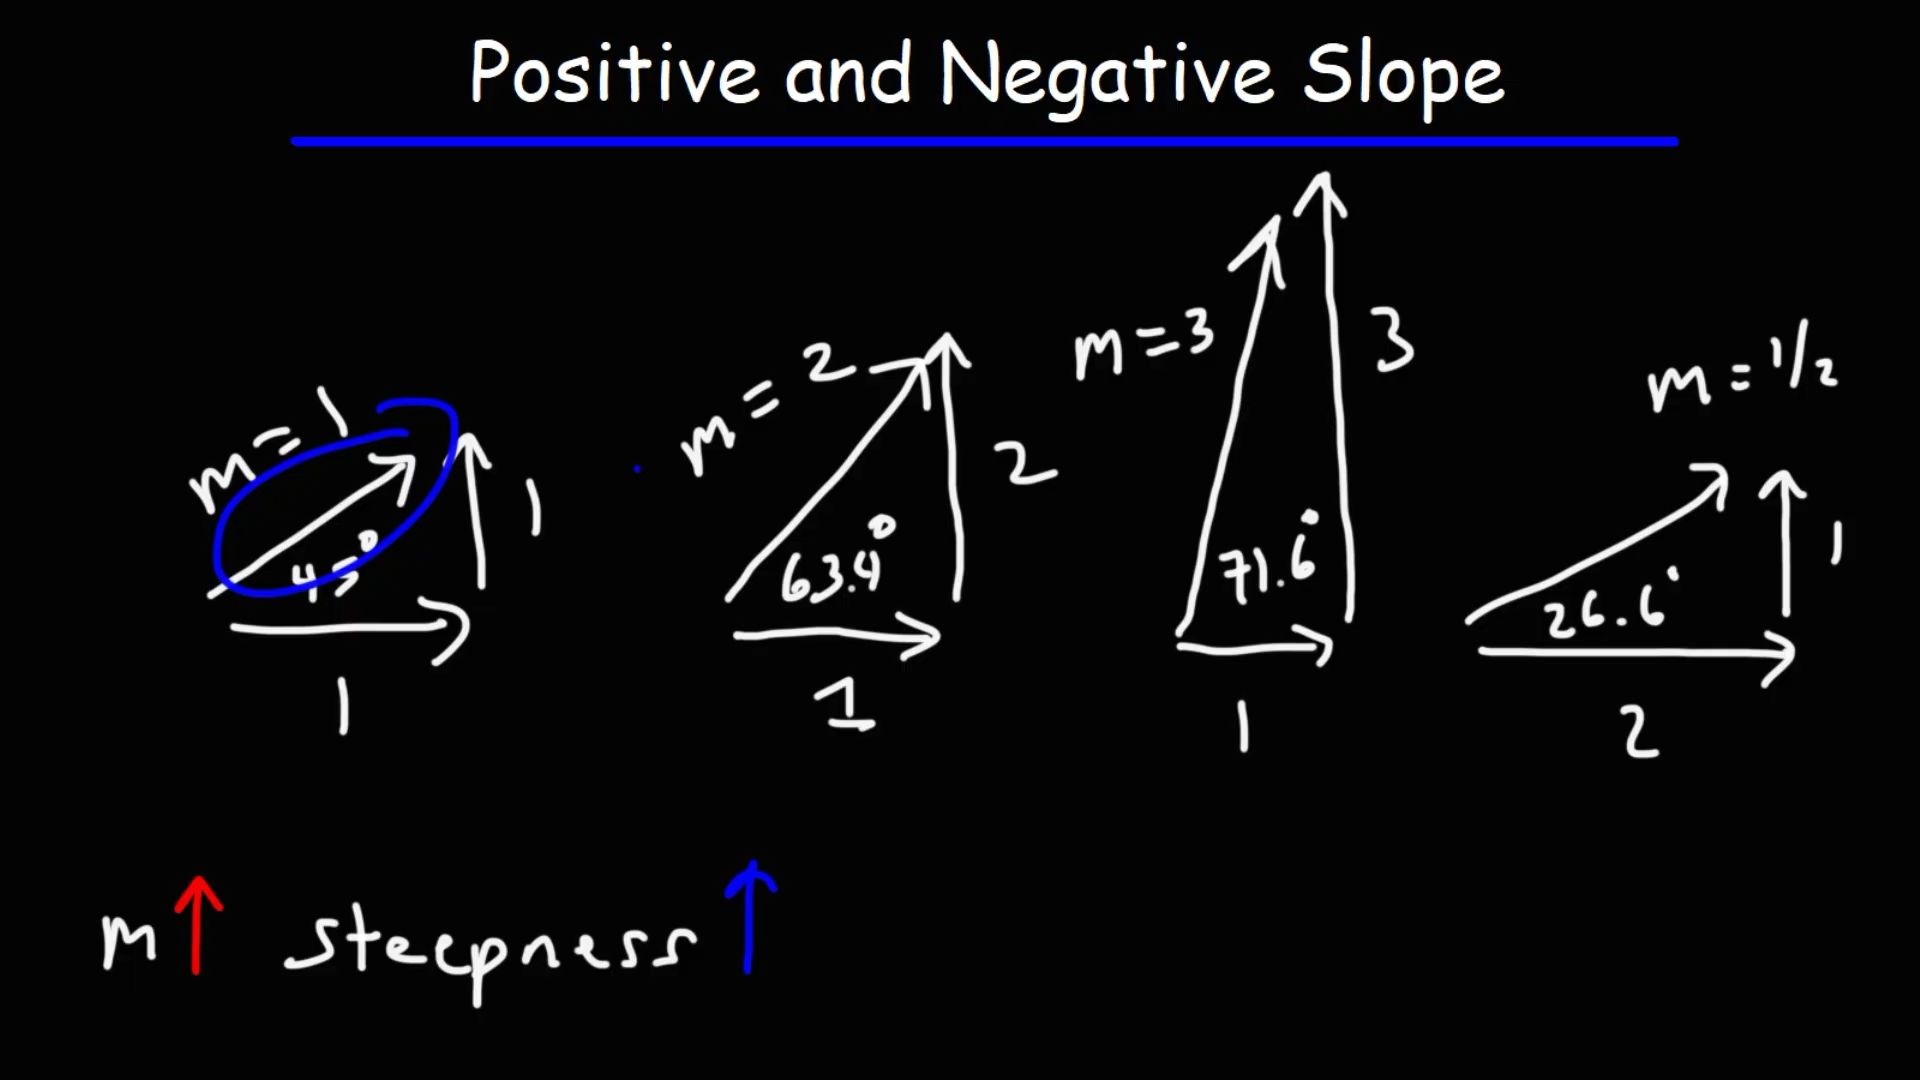 Positive and Negative Slope
m=1
45°
1
1
m=2
63.4°
2
1
m=3
71.6°
3
1
m=1/2
26.6°
1
2
m↑ steepness ↑